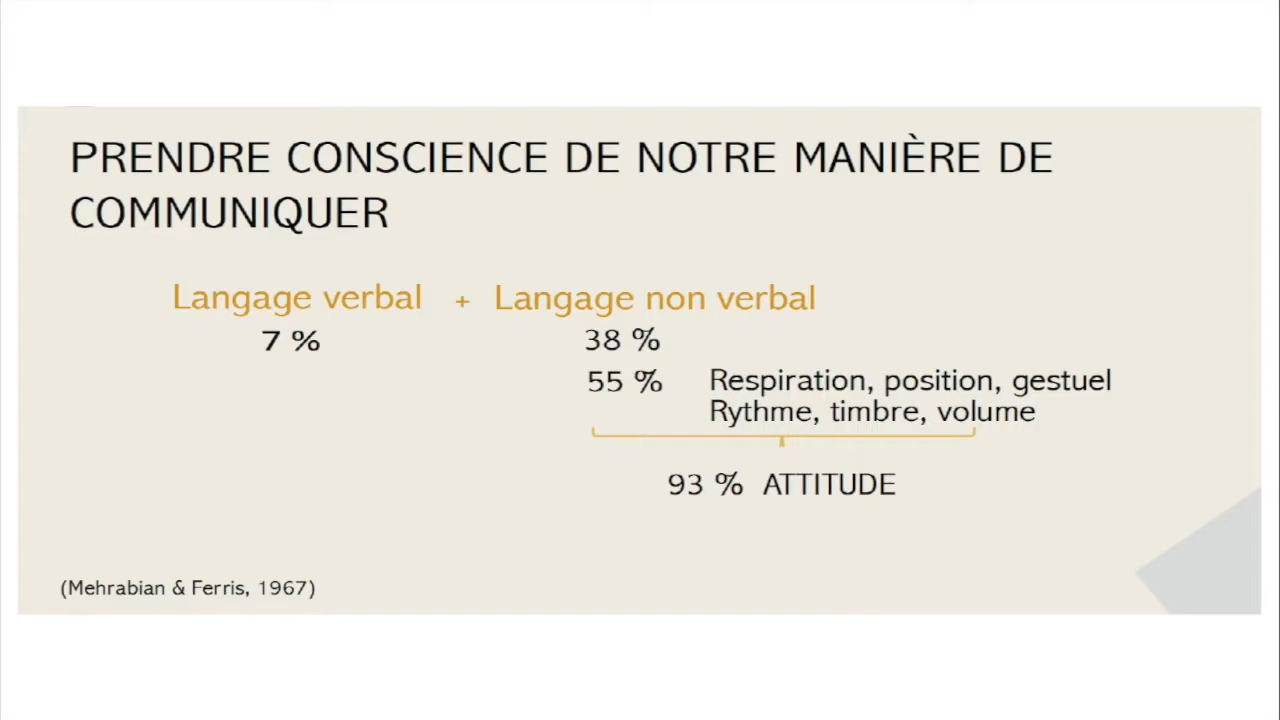 PRENDRE CONSCIENCE DE NOTRE MANIÈRE DE
COMMUNIQUER
Langage verbal + Langage non verbal
7 % 38 %
55 % Respiration, position, gestuel
Rythme, timbre, volume
93 % ATTITUDE
(Mehrabian & Ferris, 1967)